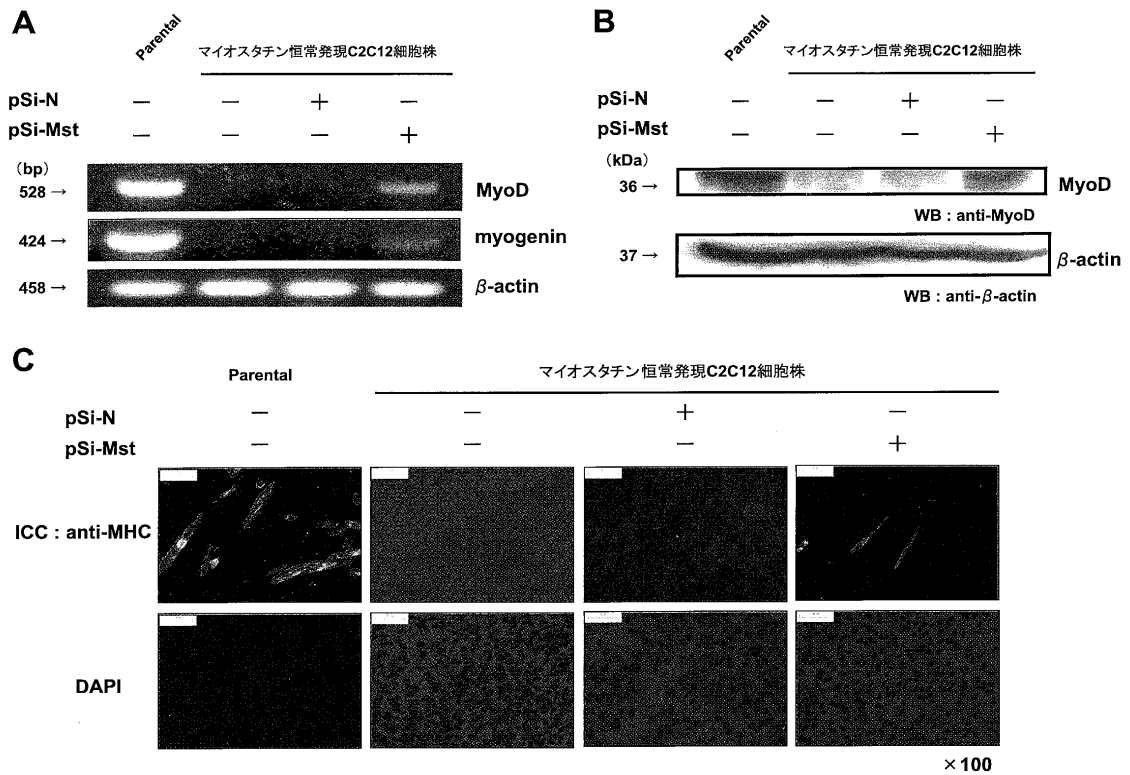 A
Parental
マイオスタチン恒常発現C2C12細胞株
pSi-N − − + −
pSi-Mst − − − +
(bp)
528 → MyoD
424 → myogenin
458 → β-actin
B
Parental
マイオスタチン恒常発現C2C12細胞株
pSi-N − − + −
pSi-Mst − − − +
(kDa)
36 → MyoD
WB : anti-MyoD
37 → β-actin
WB : anti-β-actin
C
Parental
マイオスタチン恒常発現C2C12細胞株
pSi-N − − + −
pSi-Mst − − − +
ICC : anti-MHC
DAPI
×100